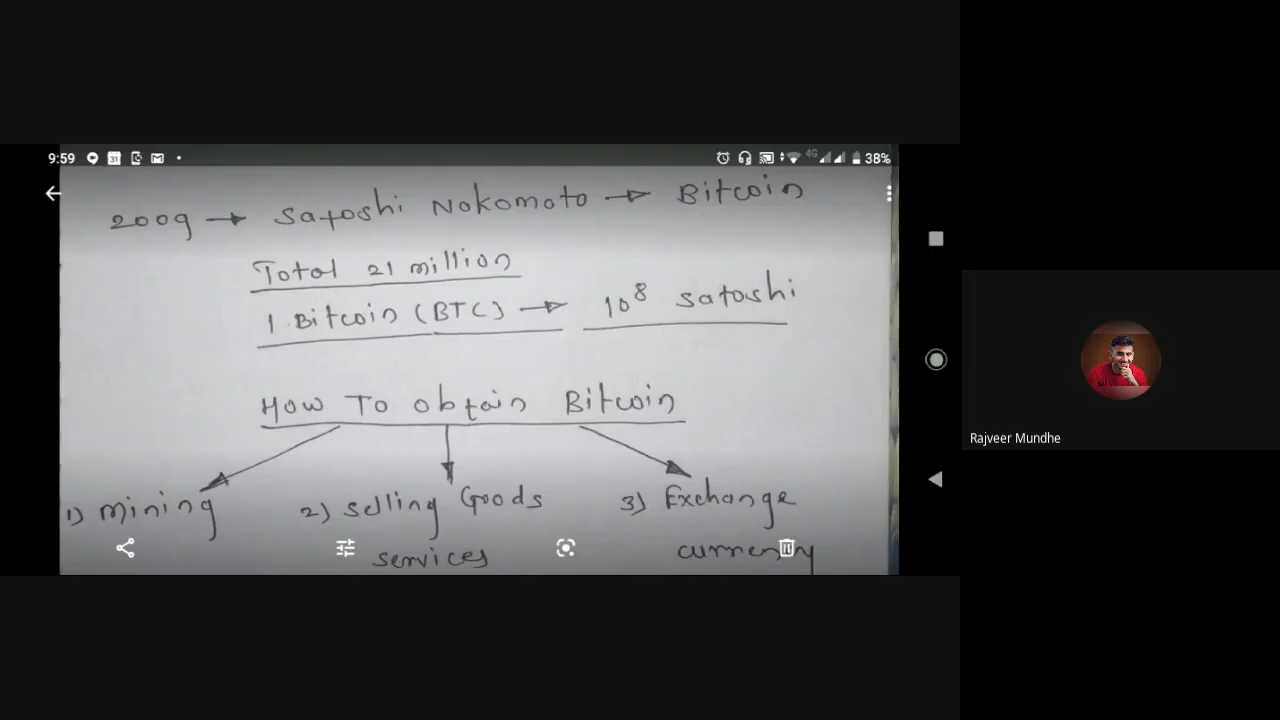 9:59
4G
38%
2009 → Satoshi Nokomoto → Bitcoin
Total 21 million
1 Bitcoin (BTC) → 10⁸ satoshi
How To obtain Bitcoin
1) mining 2) selling Goods services 3) Exchange currency
Rajveer Mundhe